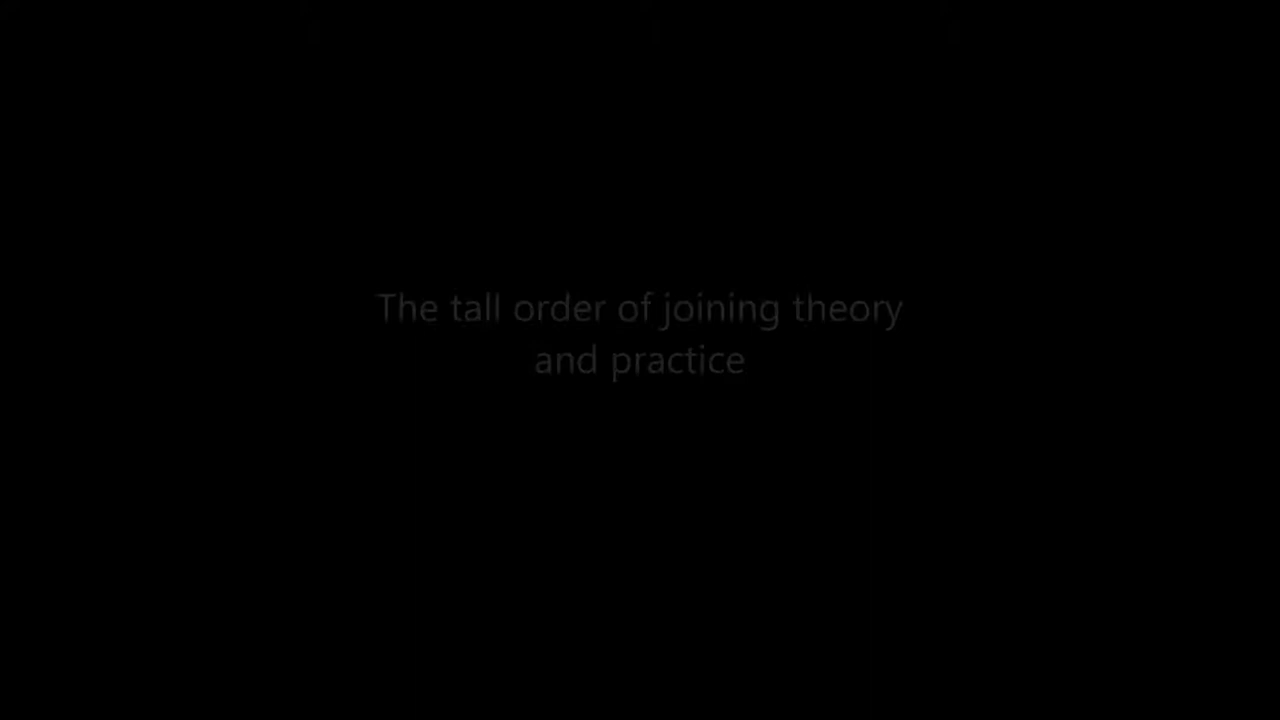 The tall order of joining theory
and practice